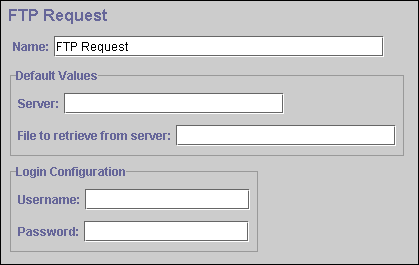 FTP Request
Name: FTP Request
Default Values
Server:
File to retrieve from server:
Login Configuration
Username:
Password: